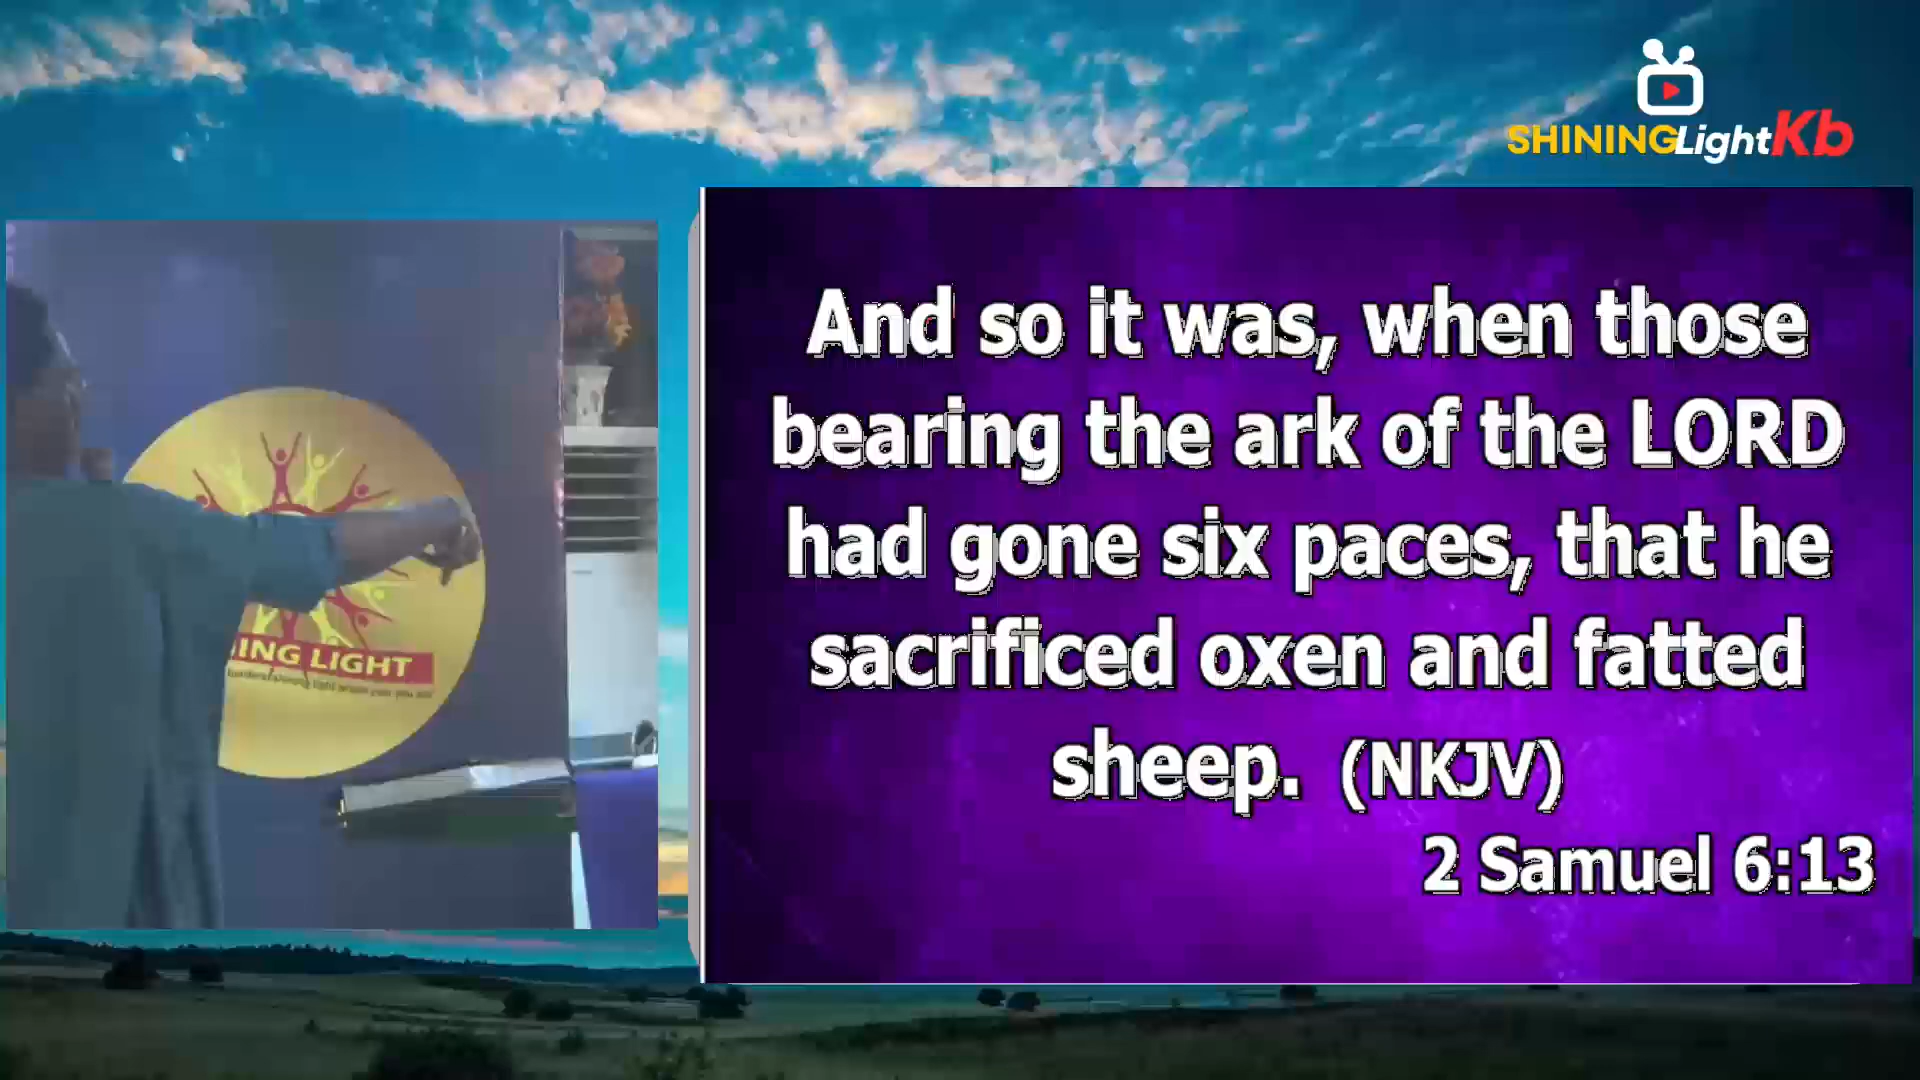 SHININGLightKb
And so it was, when those
bearing the ark of the LORD
had gone six paces, that he
sacrificed oxen and fatted
sheep. (NKJV)
2 Samuel 6:13
ING LIGHT